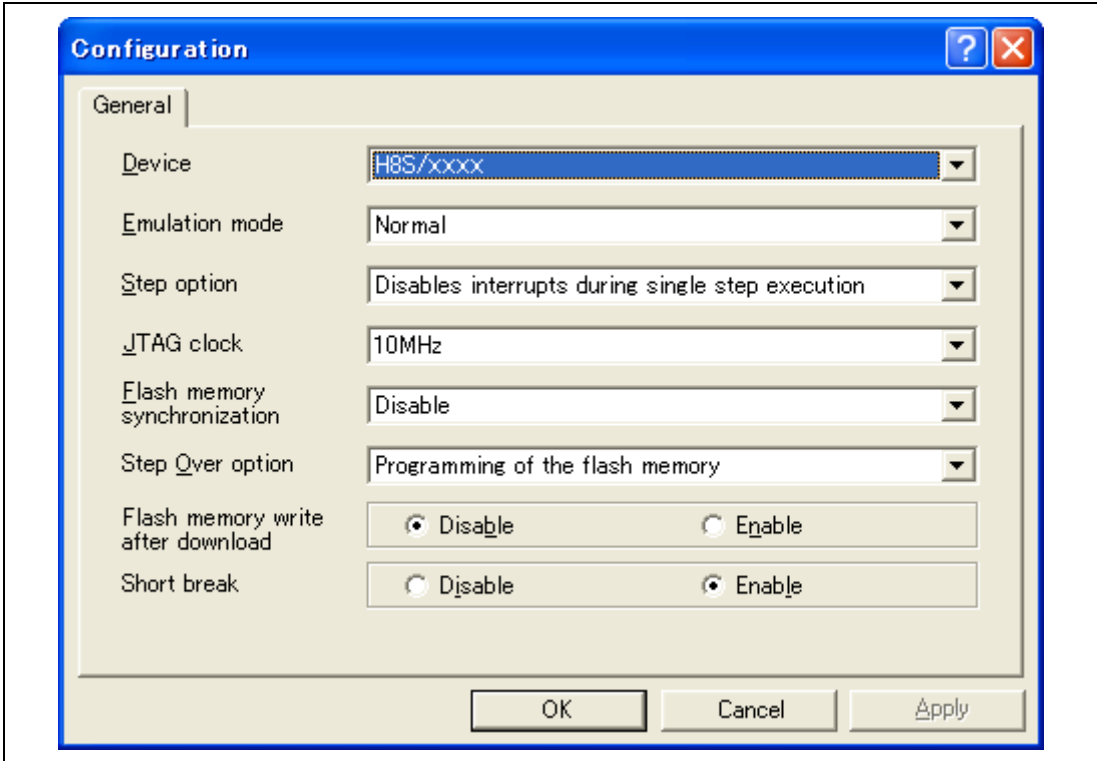 Configuration
General
Device
H8S/xxxx
Emulation mode
Normal
Step option
Disables interrupts during single step execution
JTAG clock
10MHz
Flash memory
synchronization
Disable
Step Over option
Programming of the flash memory
Flash memory write
after download
Disable
Enable
Short break
Disable
Enable
OK
Cancel
Apply